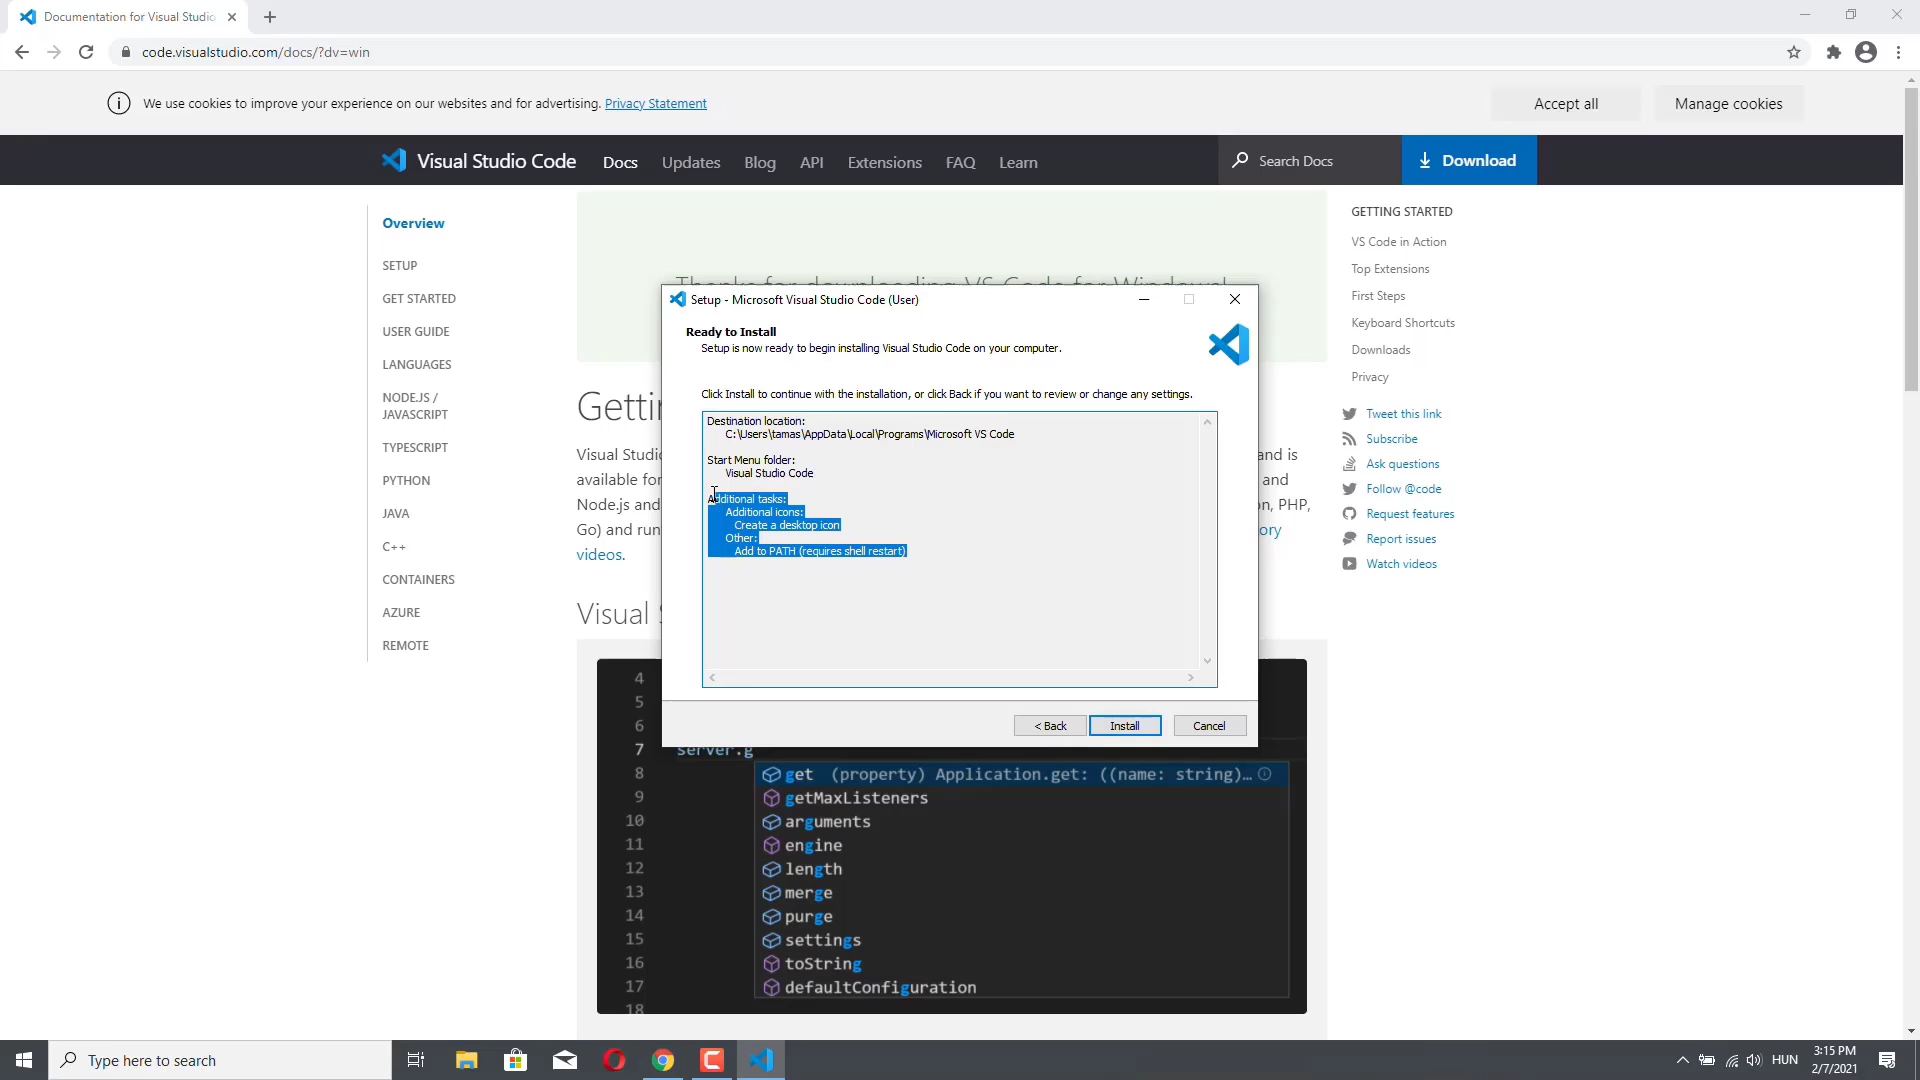 Documentation for Visual Studio
code.visualstudio.com/docs/?dv=win
We use cookies to improve your experience on our websites and for advertising. Privacy Statement
Accept all
Manage cookies
Visual Studio Code
Docs
Updates
Blog
API
Extensions
FAQ
Learn
Search Docs
Download
Overview
SETUP
GET STARTED
USER GUIDE
LANGUAGES
NODE.JS /
JAVASCRIPT
TYPESCRIPT
PYTHON
JAVA
C++
CONTAINERS
AZURE
REMOTE
Thanks for downloading VS Code for Windows!
Getti
Visual Studi
and is
available for
and
Node.js and
on, PHP,
Go) and run
ory
videos.
Visual
Setup - Microsoft Visual Studio Code (User)
Ready to Install
Setup is now ready to begin installing Visual Studio Code on your computer.
Click Install to continue with the installation, or click Back if you want to review or change any settings.
Destination location:
C:\Users\tamas\AppData\Local\Programs\Microsoft VS Code
Start Menu folder:
Visual Studio Code
Additional tasks:
Additional icons:
Create a desktop icon
Other:
Add to PATH (requires shell restart)
< Back
Install
Cancel
4
5
6
7 server.g
8 get (property) Application.get: ((name: string)…
9 getMaxListeners
10 arguments
11 engine
12 length
13 merge
14 purge
15 settings
16 toString
17 defaultConfiguration
18
GETTING STARTED
VS Code in Action
Top Extensions
First Steps
Keyboard Shortcuts
Downloads
Privacy
Tweet this link
Subscribe
Ask questions
Follow @code
Request features
Report issues
Watch videos
Type here to search
HUN
3:15 PM
2/7/2021